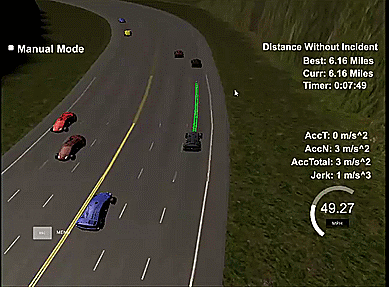 Manual Mode
Distance Without Incident
Best: 6.16 Miles
Curr: 6.16 Miles
Timer: 0:07:49
AccT: 0 m/s^2
AccN: 3 m/s^2
AccTotal: 3 m/s^2
Jerk: 1 m/s^3
49.27
MPH